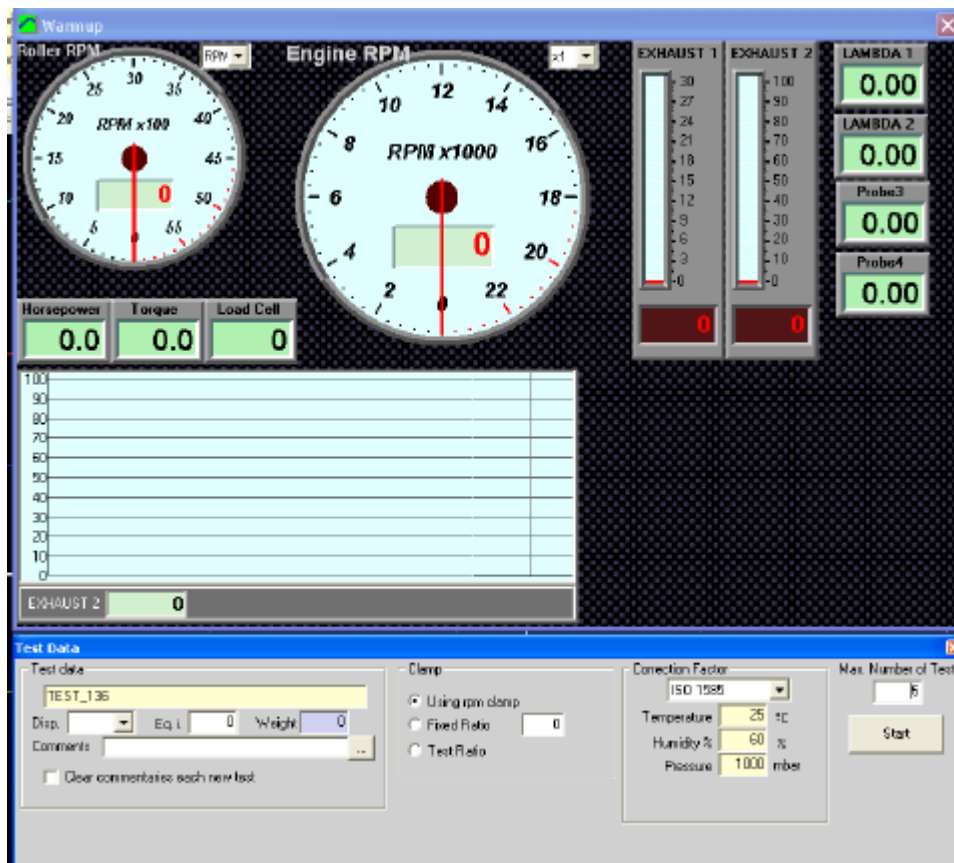 Warmup
Roller RPM
RPM
Engine RPM
x1
EXHAUST 1
EXHAUST 2
LAMBDA 1
0.00
LAMBDA 2
0.00
Probe3
0.00
Probe4
0.00
RPM x100
0 5 10 15 20 25 30 35 40 45 50 55
0
RPM x1000
0 2 4 6 8 10 12 14 16 18 20 22
0
30
27
24
21
18
15
12
9
6
3
0
0
100
90
80
70
60
50
40
30
20
10
0
0
Horsepower
0.0
Torque
0.0
Load Cell
0
100
90
80
70
60
50
40
30
20
10
0
EXHAUST 2 0
Test Data
Test data
TEST_136
Disp. Eq. i. 0 Weight 0
Comments ...
Clear commentaries each new test
Clamp
Using rpm clamp
Fixed Ratio 0
Test Ratio
Correction Factor
ISO 1585
Temperature 25 ºC
Humidity % 60 %
Pressure 1000 mbar
Max. Number of Test
Start